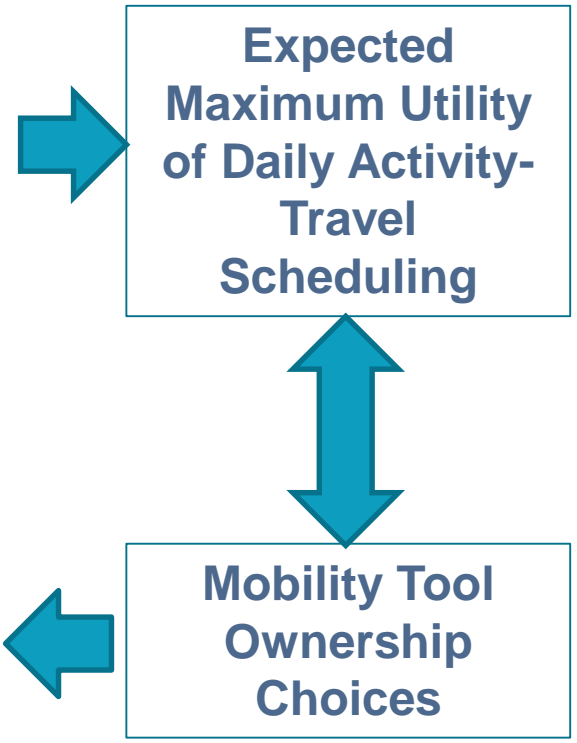 Expected
Maximum Utility
of Daily Activity-
Travel
Scheduling
Mobility Tool
Ownership
Choices